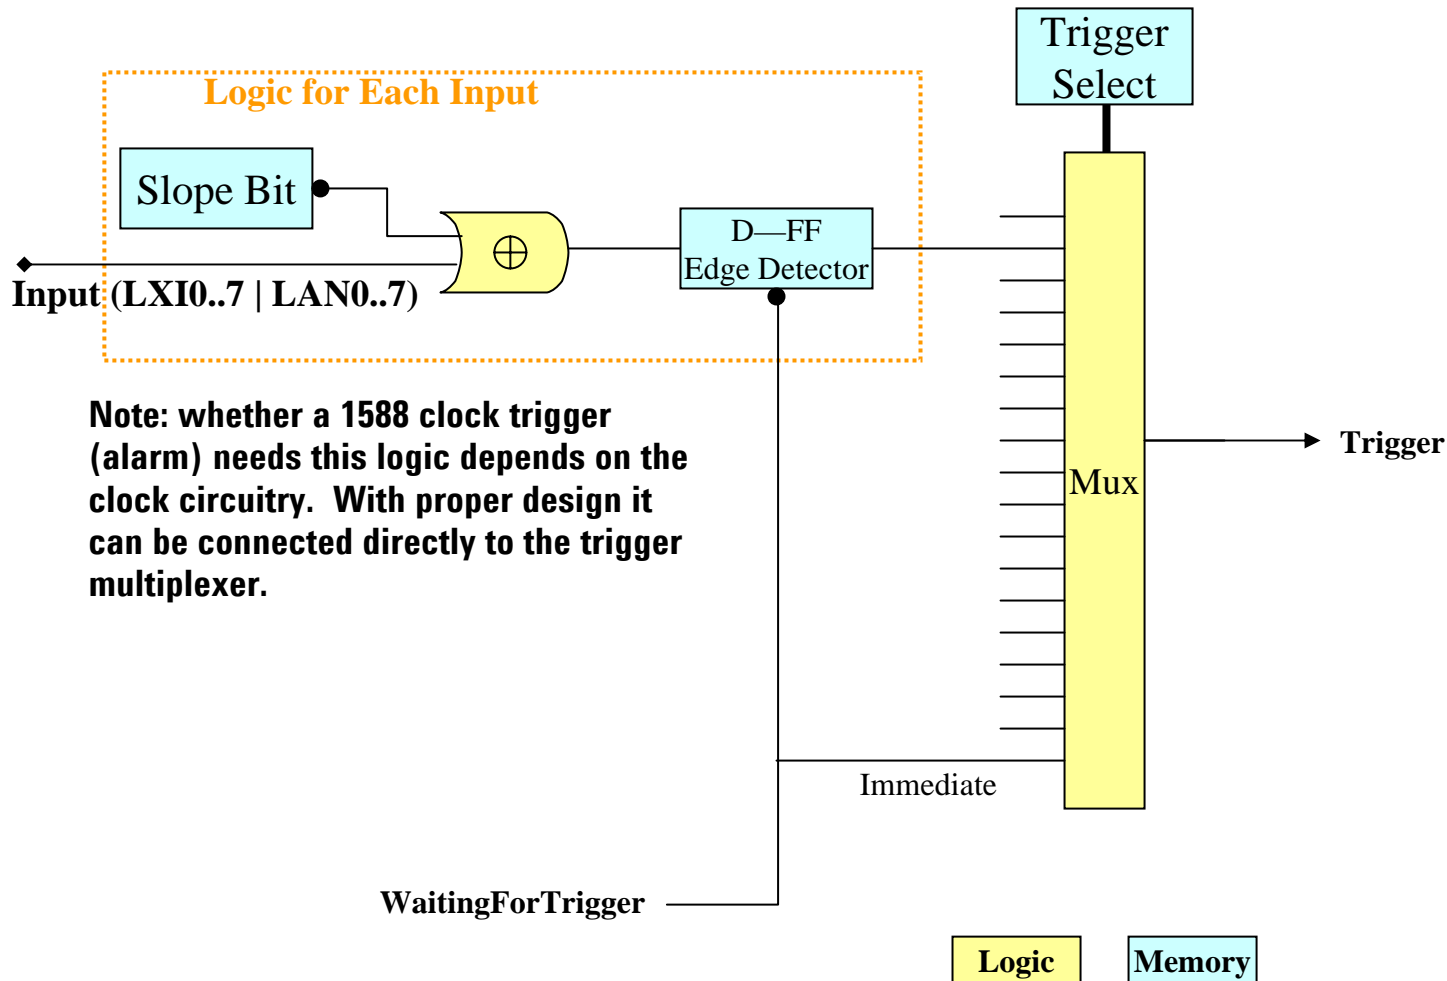 Trigger
Select
Logic for Each Input
Slope Bit
D—FF
Edge Detector
Input (LXI0..7 | LAN0..7)
Note: whether a 1588 clock trigger
(alarm) needs this logic depends on the
clock circuitry.  With proper design it
can be connected directly to the trigger
multiplexer.
Trigger
Mux
Immediate
WaitingForTrigger
Logic
Memory